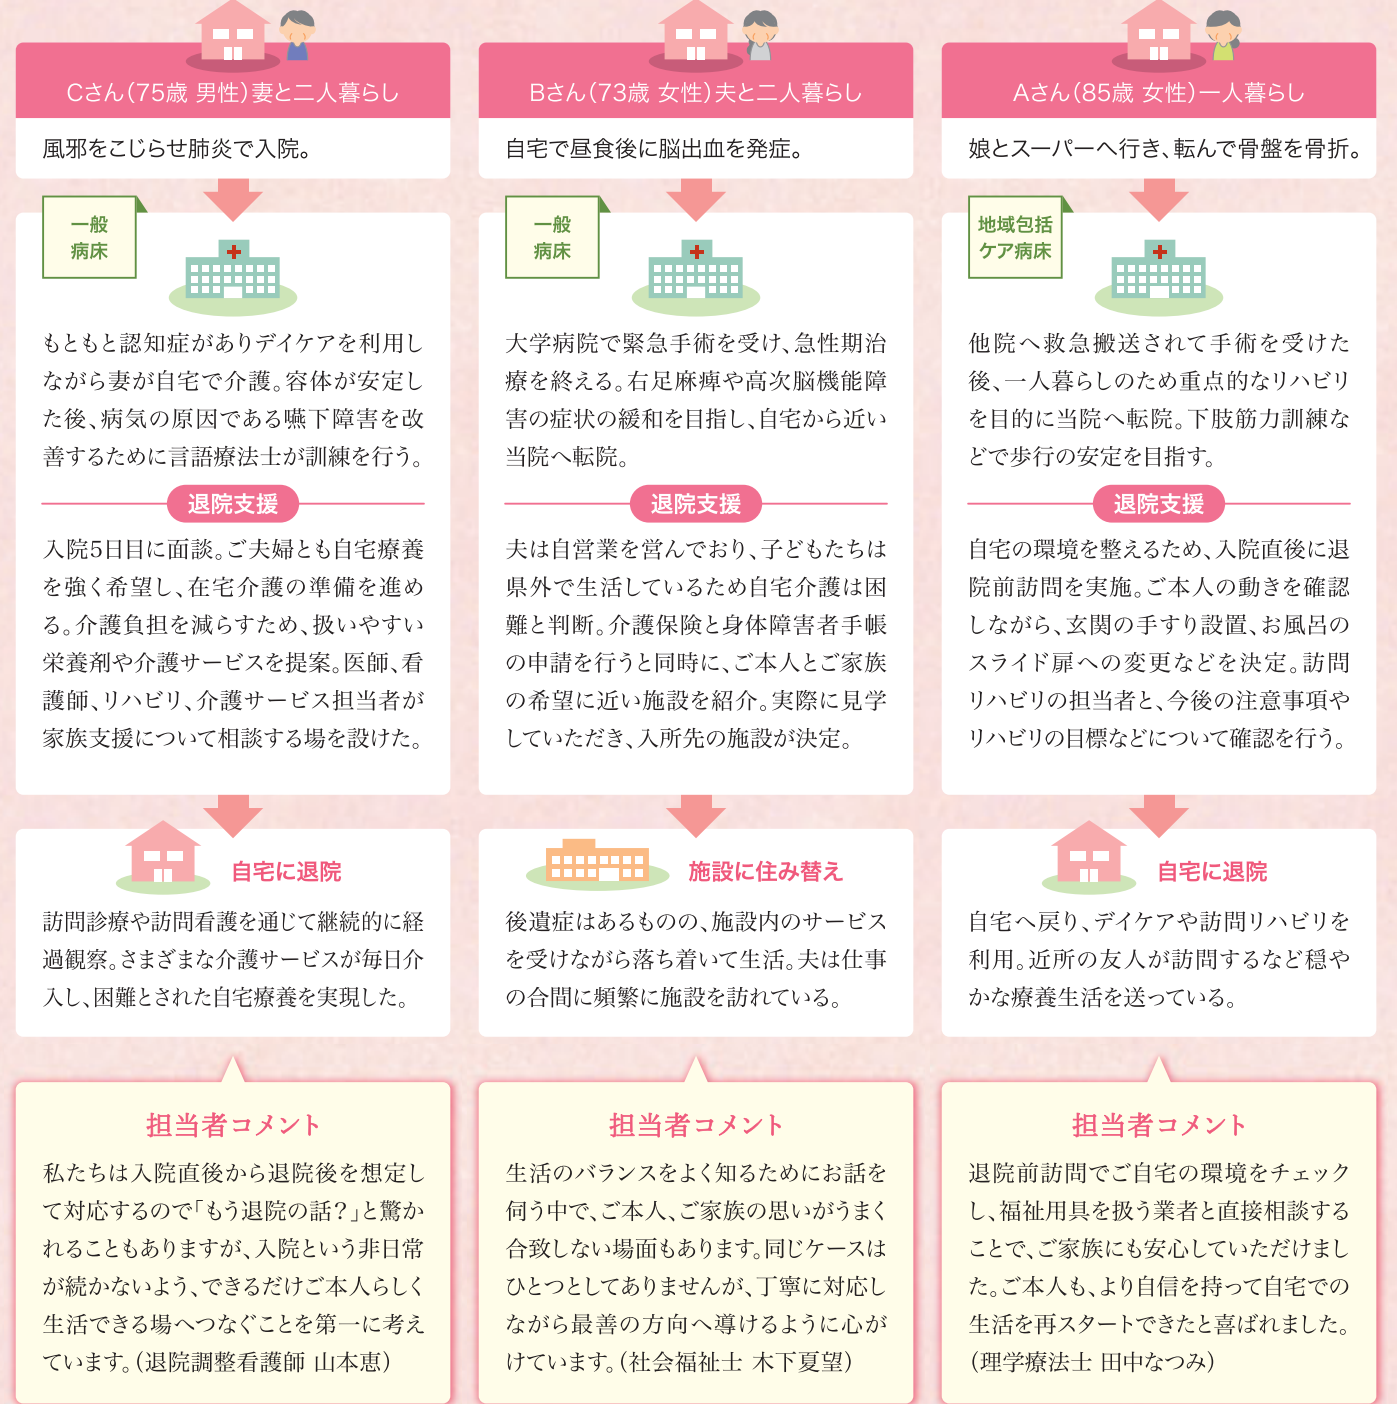 Cさん（75歳 男性）妻と二人暮らし
風邪をこじらせ肺炎で入院。
一般
病床
もともと認知症がありデイケアを利用し
ながら妻が自宅で介護。容体が安定し
た後、病気の原因である嚥下障害を改
善するために言語療法士が訓練を行う。
退院支援
入院5日目に面談。ご夫婦とも自宅療養
を強く希望し、在宅介護の準備を進め
る。介護負担を減らすため、扱いやすい
栄養剤や介護サービスを提案。医師、看
護師、リハビリ、介護サービス担当者が
家族支援について相談する場を設けた。
自宅に退院
訪問診療や訪問看護を通じて継続的に経
過観察。さまざまな介護サービスが毎日介
入し、困難とされた自宅療養を実現した。
担当者コメント
私たちは入院直後から退院後を想定し
て対応するので「もう退院の話？」と驚か
れることもありますが、入院という非日常
が続かないよう、できるだけご本人らしく
生活できる場へつなぐことを第一に考え
ています。（退院調整看護師 山本恵）
Bさん（73歳 女性）夫と二人暮らし
自宅で昼食後に脳出血を発症。
一般
病床
大学病院で緊急手術を受け、急性期治
療を終える。右足麻痺や高次脳機能障
害の症状の緩和を目指し、自宅から近い
当院へ転院。
退院支援
夫は自営業を営んでおり、子どもたちは
県外で生活しているため自宅介護は困
難と判断。介護保険と身体障害者手帳
の申請を行うと同時に、ご本人とご家族
の希望に近い施設を紹介。実際に見学
していただき、入所先の施設が決定。
施設に住み替え
後遺症はあるものの、施設内のサービス
を受けながら落ち着いて生活。夫は仕事
の合間に頻繁に施設を訪れている。
担当者コメント
生活のバランスをよく知るためにお話を
伺う中で、ご本人、ご家族の思いがうまく
合致しない場面もあります。同じケースは
ひとつとしてありませんが、丁寧に対応し
ながら最善の方向へ導けるように心が
けています。（社会福祉士 木下夏望）
Aさん（85歳 女性）一人暮らし
娘とスーパーへ行き、転んで骨盤を骨折。
地域包括
ケア病床
他院へ救急搬送されて手術を受けた
後、一人暮らしのため重点的なリハビリ
を目的に当院へ転院。下肢筋力訓練な
どで歩行の安定を目指す。
退院支援
自宅の環境を整えるため、入院直後に退
院前訪問を実施。ご本人の動きを確認
しながら、玄関の手すり設置、お風呂の
スライド扉への変更などを決定。訪問
リハビリの担当者と、今後の注意事項や
リハビリの目標などについて確認を行う。
自宅に退院
自宅へ戻り、デイケアや訪問リハビリを
利用。近所の友人が訪問するなど穏や
かな療養生活を送っている。
担当者コメント
退院前訪問でご自宅の環境をチェック
し、福祉用具を扱う業者と直接相談する
ことで、ご家族にも安心していただけまし
た。ご本人も、より自信を持って自宅での
生活を再スタートできたと喜ばれました。
（理学療法士 田中なつみ）